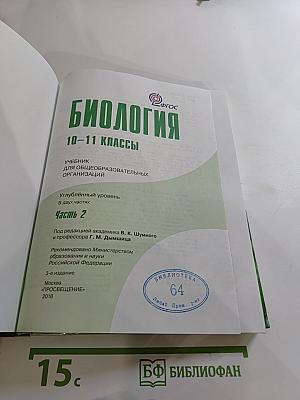 ФГОС
БИОЛОГИЯ
10–11 КЛАССЫ
УЧЕБНИК
ДЛЯ ОБЩЕОБРАЗОВАТЕЛЬНЫХ
ОРГАНИЗАЦИЙ
Углублённый уровень
В двух частях
Часть 2
Под редакцией академика В. К. Шумного
и профессора Г. М. Дымшица
Рекомендовано Министерством
образования и науки
Российской Федерации
3-е издание
Москва
«ПРОСВЕЩЕНИЕ»
2018
БИБЛИОТЕКА
64
15с
БФ БИБЛИОФАН